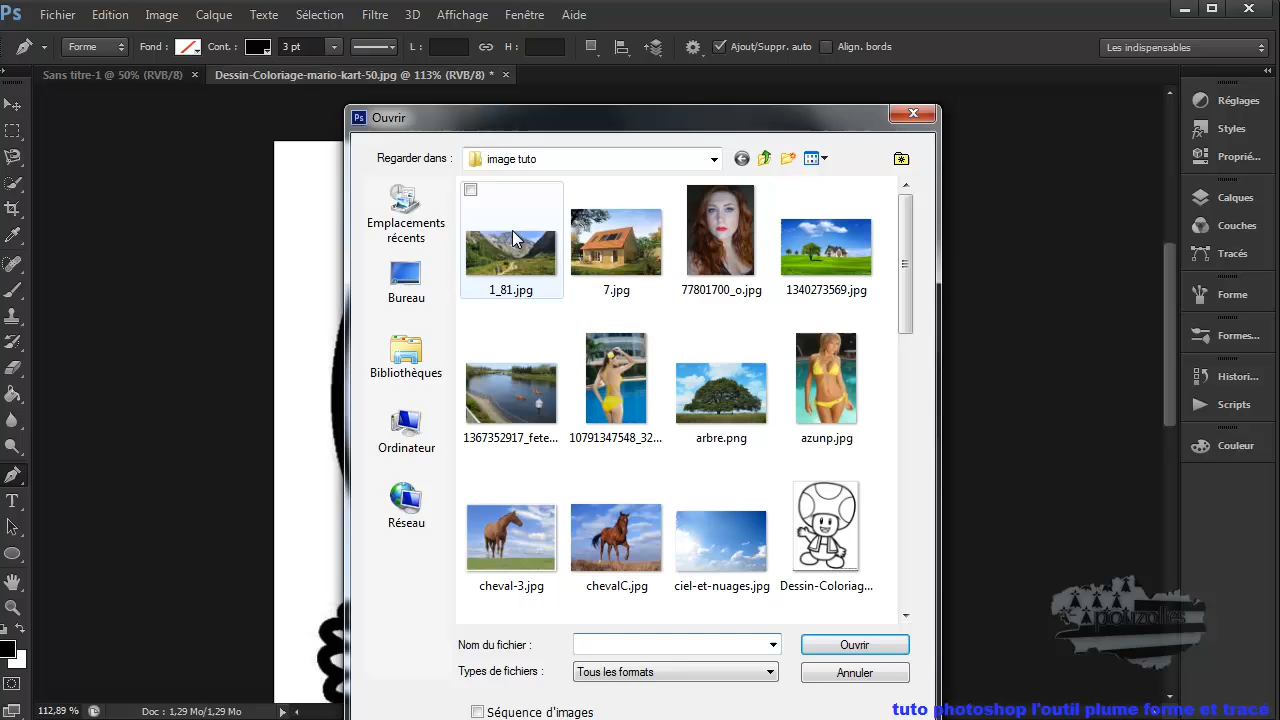 Ps Fichier Edition Image Calque Texte Sélection Filtre 3D Affichage Fenêtre Aide
Forme Fond : Cont. : 3 pt L : H : Ajout/Suppr. auto Align. bords Les indispensables
Sans titre-1 @ 50% (RVB/8) × Dessin-Coloriage-mario-kart-50.jpg @ 113% (RVB/8) * ×
Ps Ouvrir
Regarder dans : image tuto
Emplacements récents
Bureau
Bibliothèques
Ordinateur
Réseau
1_81.jpg 7.jpg 77801700_o.jpg 1340273569.jpg
1367352917_fete... 10791347548_32... arbre.png azunp.jpg
cheval-3.jpg chevalC.jpg ciel-et-nuages.jpg Dessin-Coloriag...
Nom du fichier : Ouvrir
Types de fichiers : Tous les formats Annuler
Séquence d'images
Réglages
Styles
Proprié...
Calques
Couches
Tracés
Forme
Formes...
Histori...
Scripts
Couleur
pouzolles
112,89 % Doc : 1,29 Mo/1,29 Mo
tuto photoshop l'outil plume forme et tracé